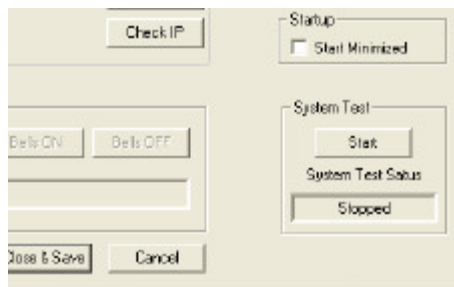 Check IP
Startup
Start Minimized
System Test
Bells ON
Bells OFF
Start
System Test Satus
Stopped
Close & Save
Cancel